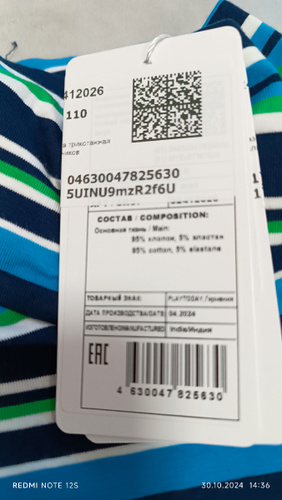 412026
110
04630047825630
5UINU9mzR2f6U
СОСТАВ / COMPOSITION:
Основная ткань / Main:
95% хлопок, 5% эластан
95% cotton, 5% elastane
ТОВАРНЫЙ ЗНАК: PLAYTODAY, Германия
ДАТА ПРОИЗВОДСТВА/DATE: 04.2024
ИЗГОТОВЛЕНО/MANUFACTURED: India/Индия
EAC
4 630047 825630
REDMI NOTE 12S
30.10.2024 14:36